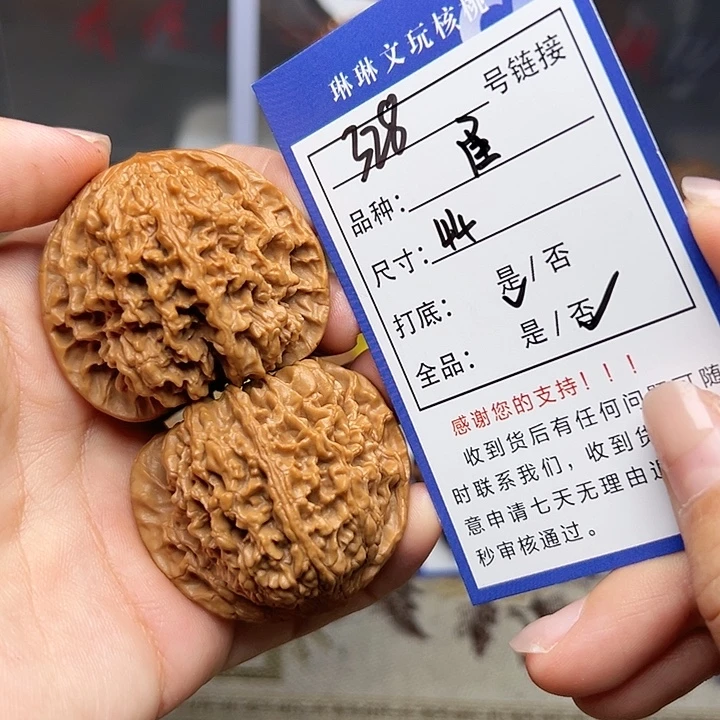 琳琳文玩核桃
328 号链接
品种:
尺寸: 44
打底: 是/否
全品: 是/否
感谢您的支持!!!
收到货后有任何问题可随
时联系我们,收到货
意申请七天无理由退
秒审核通过。